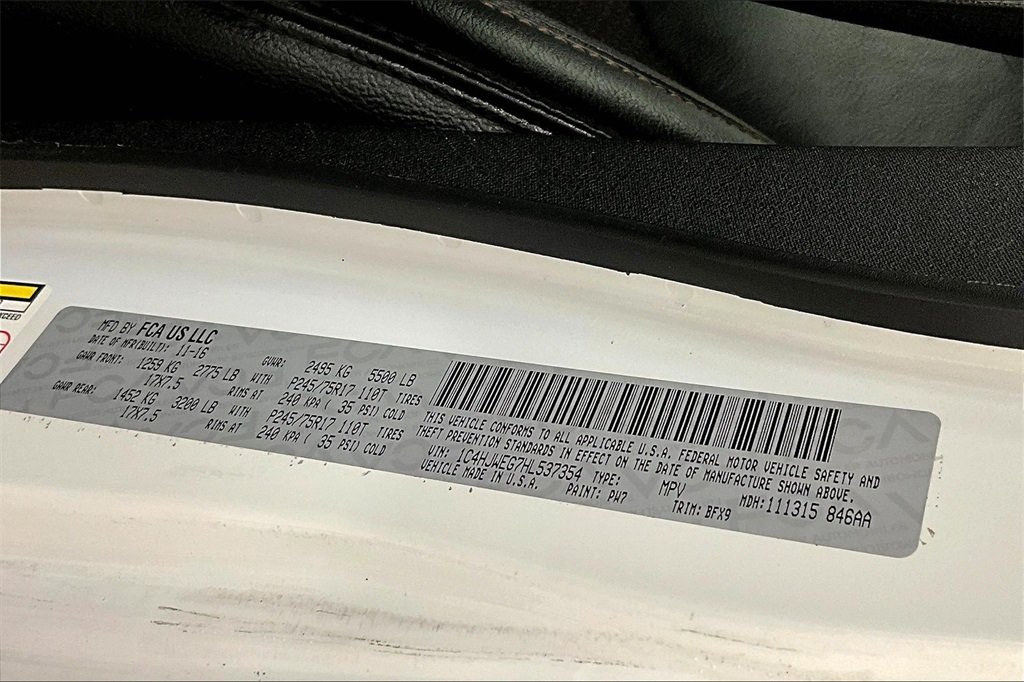 EXCEED
MFD BY FCA US LLC
DATE OF MFR(BUILT): 11-16 GVWR: 2495 KG 5500 LB
GAWR FRONT: 1259 KG 2775 LB WITH P245/75R17 110T TIRES
17X7.5 RIMS AT 240 KPA ( 35 PSI) COLD
GAWR REAR: 1452 KG 3200 LB WITH P245/75R17 110T TIRES
17X7.5 RIMS AT 240 KPA ( 35 PSI) COLD
THIS VEHICLE CONFORMS TO ALL APPLICABLE U.S.A. FEDERAL MOTOR VEHICLE SAFETY AND
THEFT PREVENTION STANDARDS IN EFFECT ON THE DATE OF MANUFACTURE SHOWN ABOVE.
VIN: 1C4HJWEG7HL537354 TYPE: MPV MDH:111315 846AA
VEHICLE MADE IN U.S.A. PAINT: PW7 TRIM: BFX9